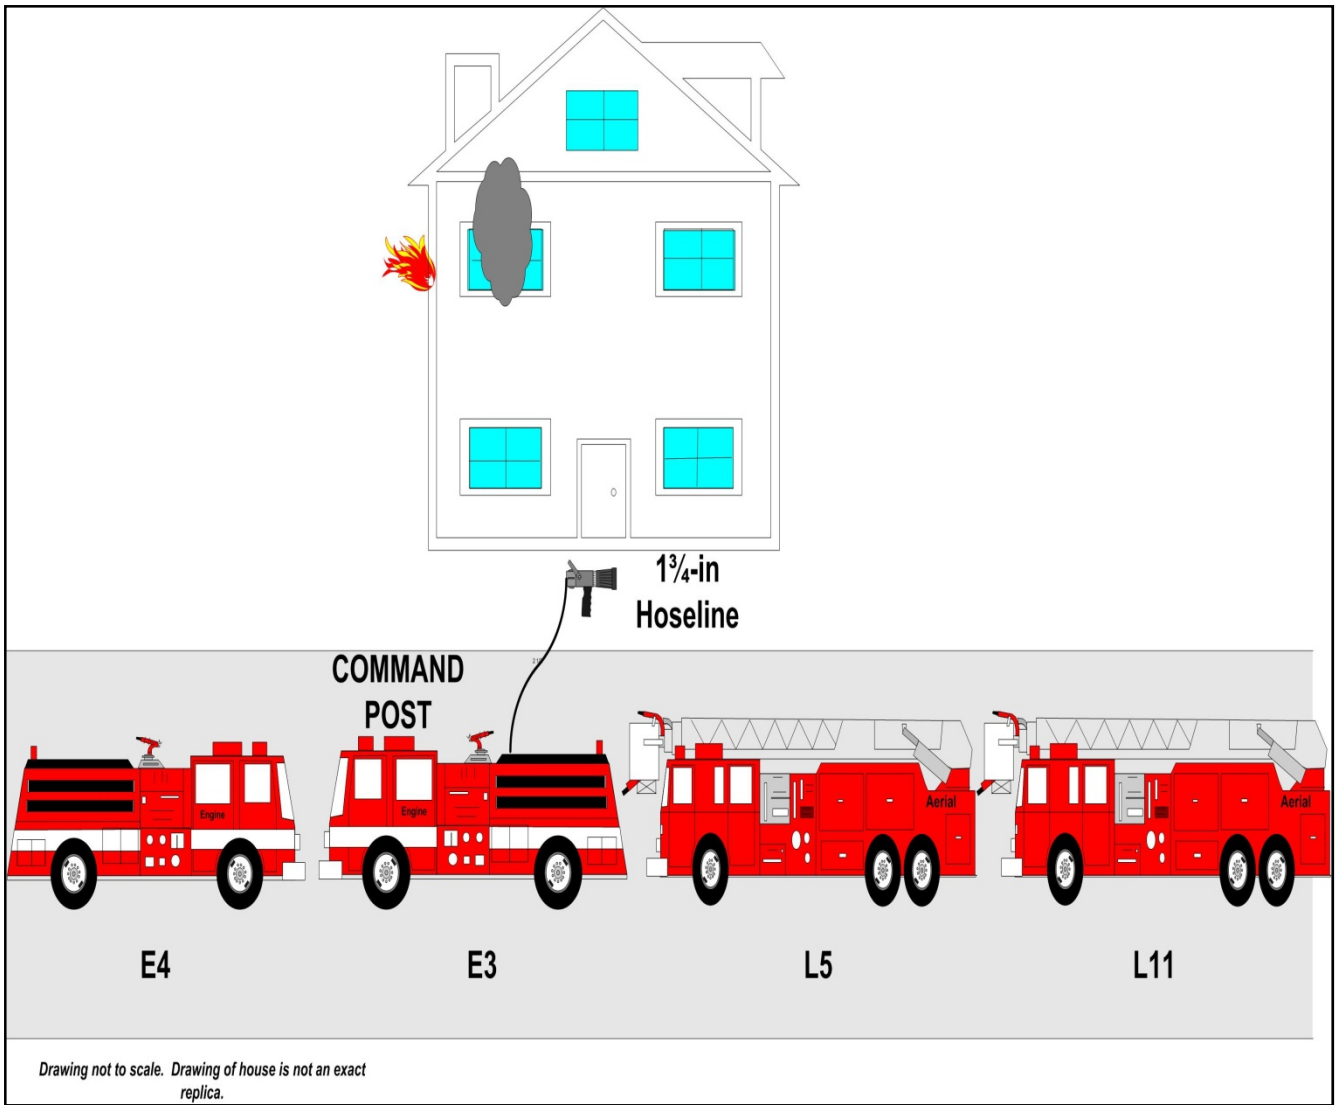 1¾-in
Hoseline
COMMAND
POST
Engine
Engine
Aerial
Aerial
E4
E3
L5
L11
Drawing not to scale. Drawing of house is not an exact
replica.